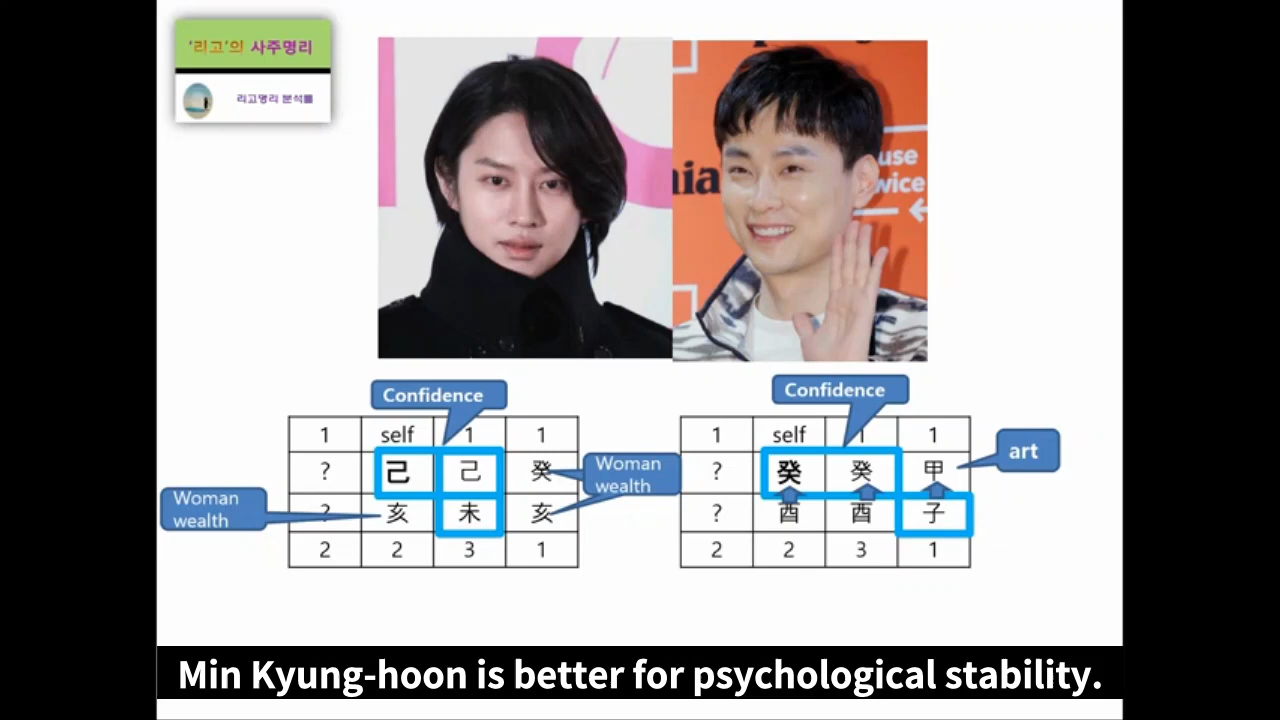 '리고'의 사주명리
리고명리 분석툴
use
wice
nia
Confidence
Confidence
1 self 1 1
? 己 己 癸
? 亥 未 亥
2 2 3 1
Woman
wealth
Woman
wealth
1 self 1 1
? 癸 癸 甲
? 酉 酉 子
2 2 3 1
art
Min Kyung-hoon is better for psychological stability.